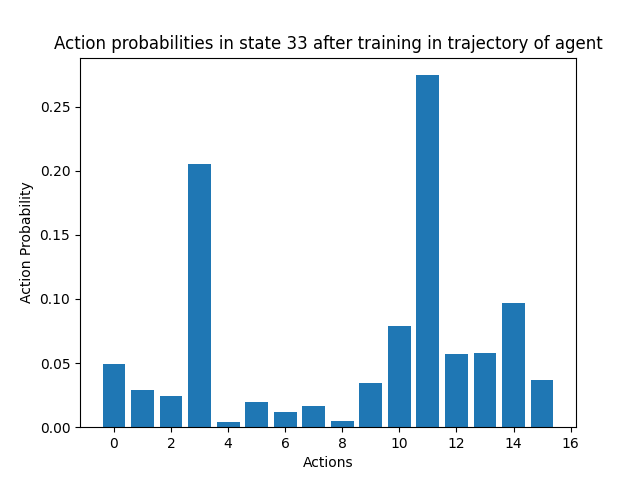 Action probabilities in state 33 after training in trajectory of agent
0.25
0.20
0.15
0.10
0.05
0.00
Action Probability
0 2 4 6 8 10 12 14 16
Actions